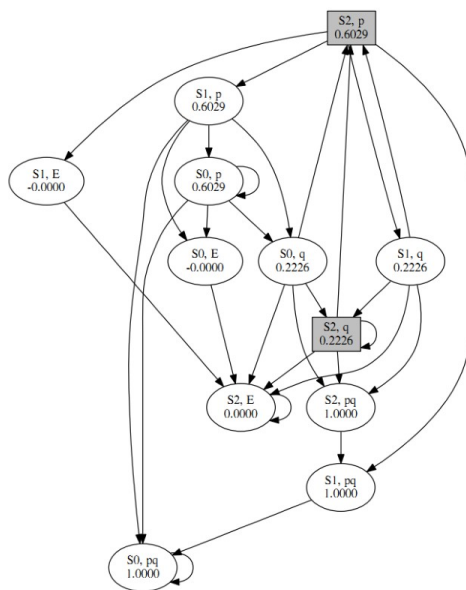 S2, p
0.6029
S1, p
0.6029
S1, E
-0.0000
S0, p
0.6029
S0, E
-0.0000
S0, q
0.2226
S1, q
0.2226
S2, q
0.2226
S2, E
0.0000
S2, pq
1.0000
S1, pq
1.0000
S0, pq
1.0000